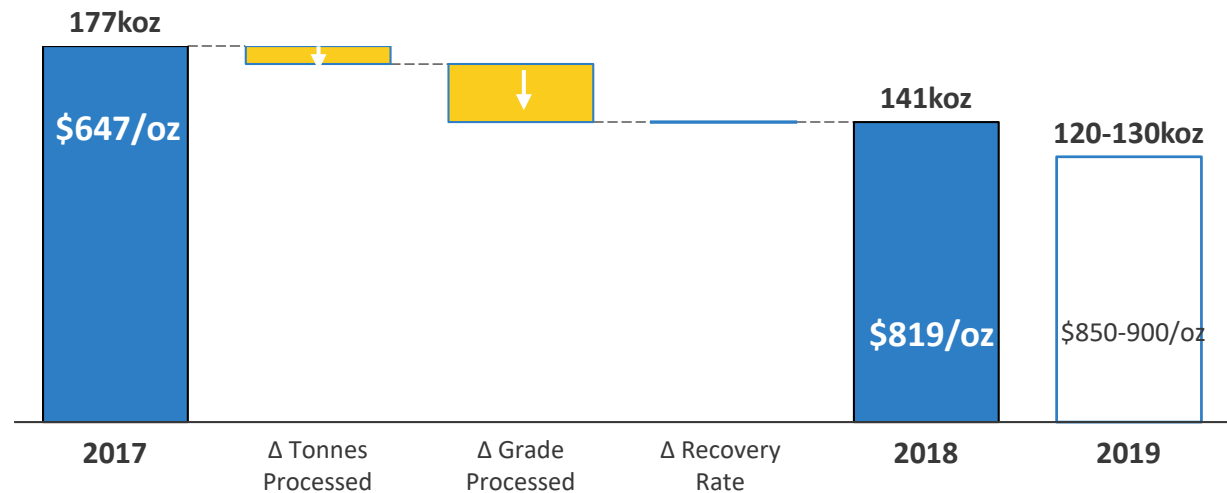 177koz
$647/oz
141koz
$819/oz
120-130koz
$850-900/oz
2017
Δ Tonnes
Processed
Δ Grade
Processed
Δ Recovery
Rate
2018
2019